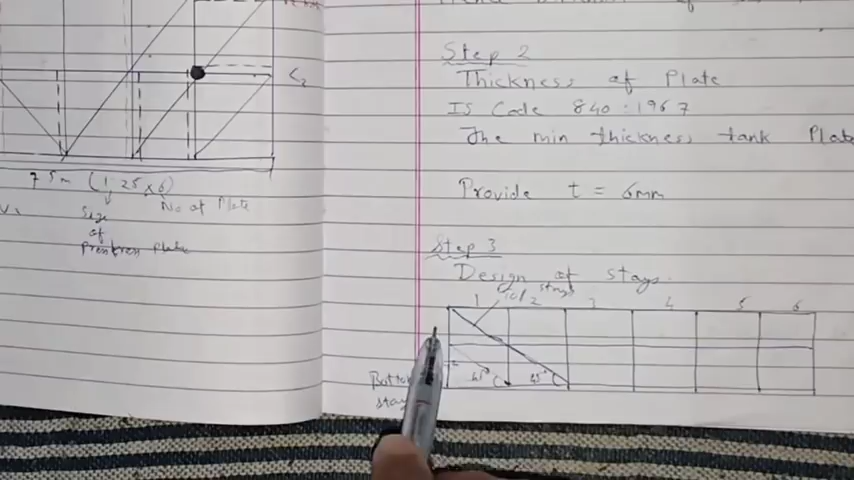 C2
7 5m (1.25 x 6)
No of Plate
Size
of
Plate
Step 2
Thickness of Plate
IS Code 840:1967
The min thickness tank Plate
Provide t = 6mm
Step 3
Design of stays.
stays
1 2 3 4 5 6
45° C 45° C
stay